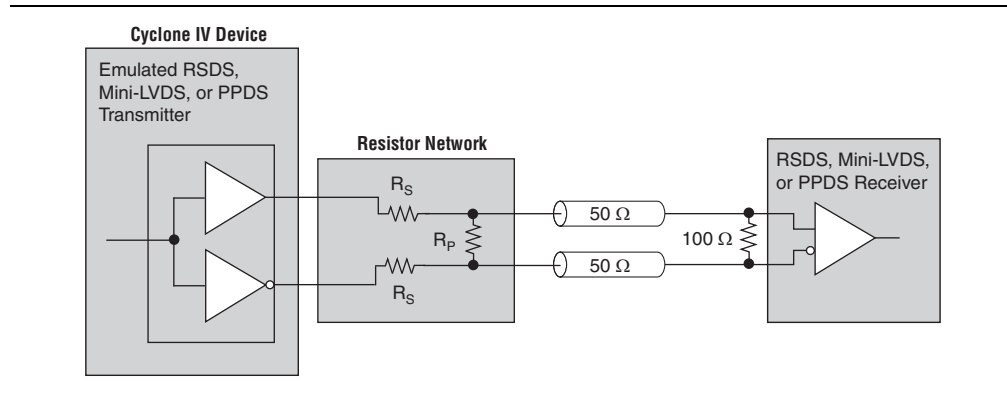 Cyclone IV Device
Emulated RSDS,
Mini-LVDS, or PPDS
Transmitter
Resistor Network
RS
RP
RS
50 Ω
50 Ω
100 Ω
RSDS, Mini-LVDS,
or PPDS Receiver